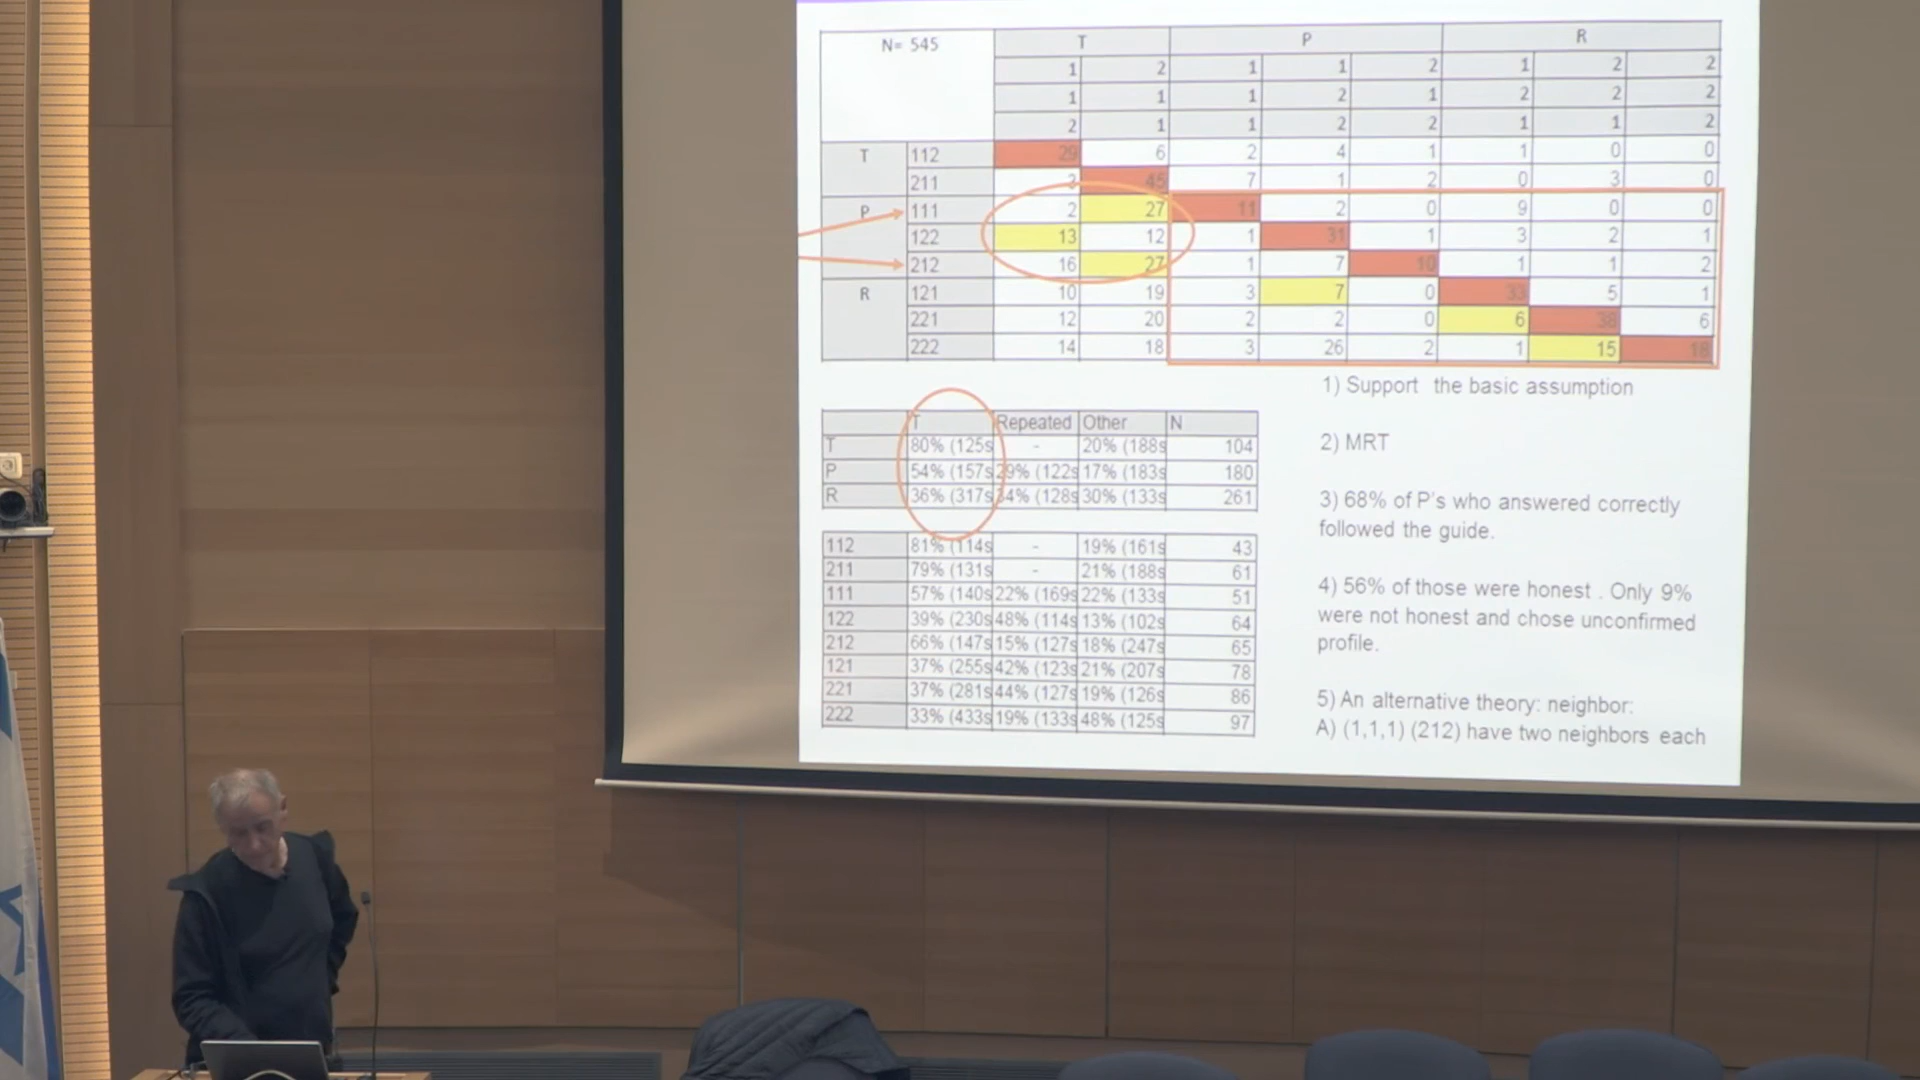 N= 545 T P R
1 2 1 1 2 1 2 2
1 1 1 2 1 2 2 2
2 1 1 2 2 1 1 2
T 112 29 6 2 4 1 1 0 0
211 3 45 7 1 2 0 3 0
P 111 2 27 11 2 0 9 0 0
122 13 12 1 31 1 3 2 1
212 16 27 1 7 10 1 1 2
R 121 10 19 3 7 0 33 5 1
221 12 20 2 2 0 6 38 6
222 14 18 3 26 2 1 15 18
T Repeated Other N
T 80% (125s - 20% (188s 104
P 54% (157s 29% (122s 17% (183s 180
R 36% (317s 34% (128s 30% (133s 261
112 81% (114s - 19% (161s 43
211 79% (131s - 21% (188s 61
111 57% (140s 22% (169s 22% (133s 51
122 39% (230s 48% (114s 13% (102s 64
212 66% (147s 15% (127s 18% (247s 65
121 37% (255s 42% (123s 21% (207s 78
221 37% (281s 44% (127s 19% (126s 86
222 33% (433s 19% (133s 48% (125s 97
1) Support the basic assumption
2) MRT
3) 68% of P's who answered correctly
followed the guide.
4) 56% of those were honest . Only 9%
were not honest and chose unconfirmed
profile.
5) An alternative theory: neighbor:
A) (1,1,1) (212) have two neighbors each